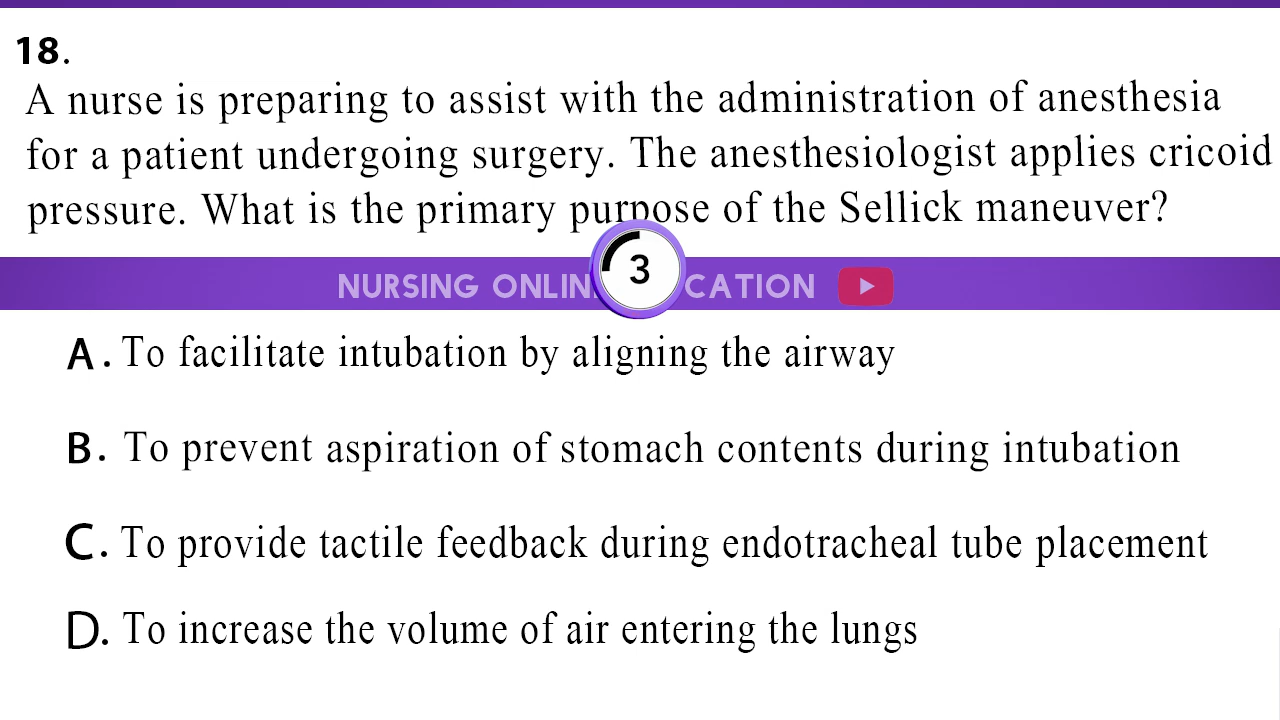 18.
A nurse is preparing to assist with the administration of anesthesia
for a patient undergoing surgery. The anesthesiologist applies cricoid
pressure. What is the primary purpose of the Sellick maneuver?
3
NURSING
A. To facilitate intubation by aligning the airway
B. To prevent aspiration of stomach contents during intubation
C. To provide tactile feedback during endotracheal tube placement
D. To increase the volume of air entering the lungs